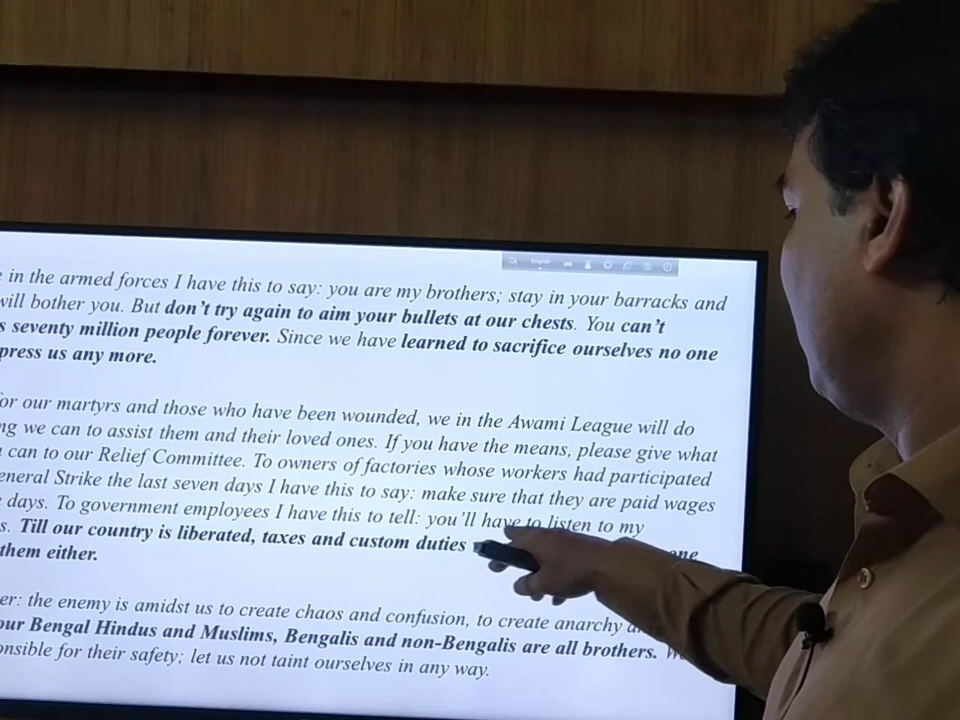 English
in the armed forces I have this to say: you are my brothers; stay in your barracks and
will bother you. But don't try again to aim your bullets at our chests. You can't
s seventy million people forever. Since we have learned to sacrifice ourselves no one
press us any more.
or our martyrs and those who have been wounded, we in the Awami League will do
ng we can to assist them and their loved ones. If you have the means, please give what
can to our Relief Committee. To owners of factories whose workers had participated
eneral Strike the last seven days I have this to say: make sure that they are paid wages
days. To government employees I have this to tell: you'll have to listen to my
s. Till our country is liberated, taxes and custom duties one
them either.
er: the enemy is amidst us to create chaos and confusion, to create anarchy
our Bengal Hindus and Muslims, Bengalis and non-Bengalis are all brothers.
onsible for their safety; let us not taint ourselves in any way.